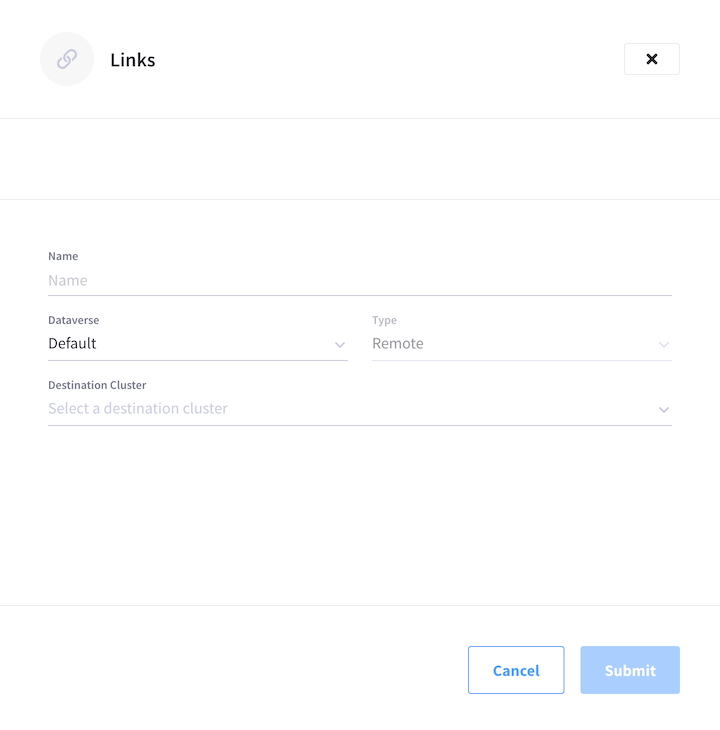 Links
Name
Name
Dataverse Type
Default Remote
Destination Cluster
Select a destination cluster
Cancel Submit